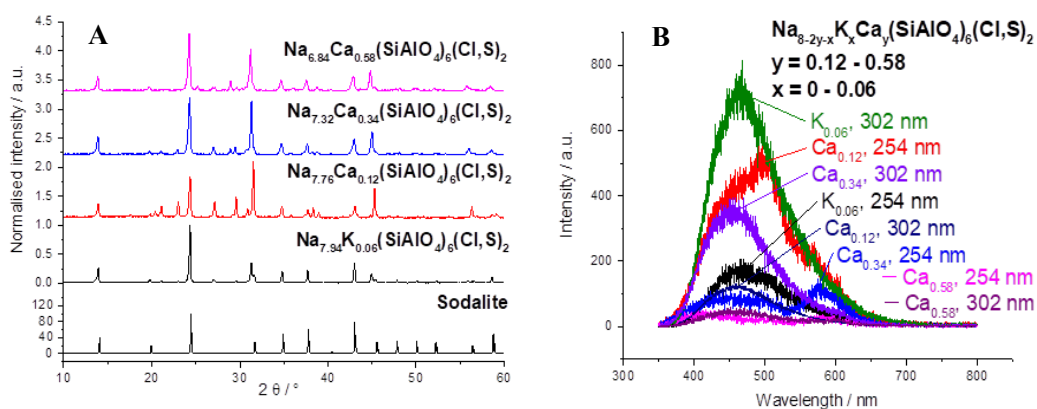 A
Normalised intensity / a.u.
4.5
4.0
3.5
3.0
2.5
2.0
1.5
1.0
0.5
0.0
120
80
40
0
Na6.84Ca0.58(SiAlO4)6(Cl,S)2
Na7.32Ca0.34(SiAlO4)6(Cl,S)2
Na7.76Ca0.12(SiAlO4)6(Cl,S)2
Na7.94K0.06(SiAlO4)6(Cl,S)2
Sodalite
10 20 30 40 50 60
2 θ / °
B
Na8-2y-xKxCay(SiAlO4)6(Cl,S)2
y = 0.12 - 0.58
x = 0 - 0.06
Intensity / a.u.
800
600
400
200
0
K0.06, 302 nm
Ca0.12, 254 nm
Ca0.34, 302 nm
K0.06, 254 nm
Ca0.12, 302 nm
Ca0.34, 254 nm
Ca0.58, 254 nm
Ca0.58, 302 nm
300 400 500 600 700 800
Wavelength / nm